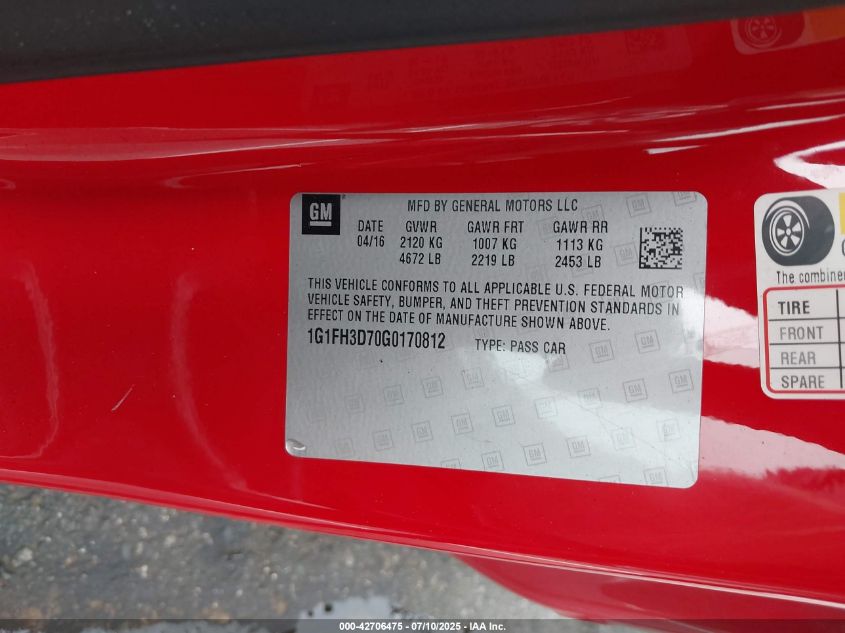 GM
MFD BY GENERAL MOTORS LLC
DATE GVWR GAWR FRT GAWR RR
04/16 2120 KG 1007 KG 1113 KG
4672 LB 2219 LB 2453 LB
THIS VEHICLE CONFORMS TO ALL APPLICABLE U.S. FEDERAL MOTOR
VEHICLE SAFETY, BUMPER, AND THEFT PREVENTION STANDARDS IN
EFFECT ON THE DATE OF MANUFACTURE SHOWN ABOVE.
1G1FH3D70G0170812 TYPE: PASS CAR
The combine
TIRE
FRONT
REAR
SPARE
000-42706475 - 07/10/2025 - IAA Inc.